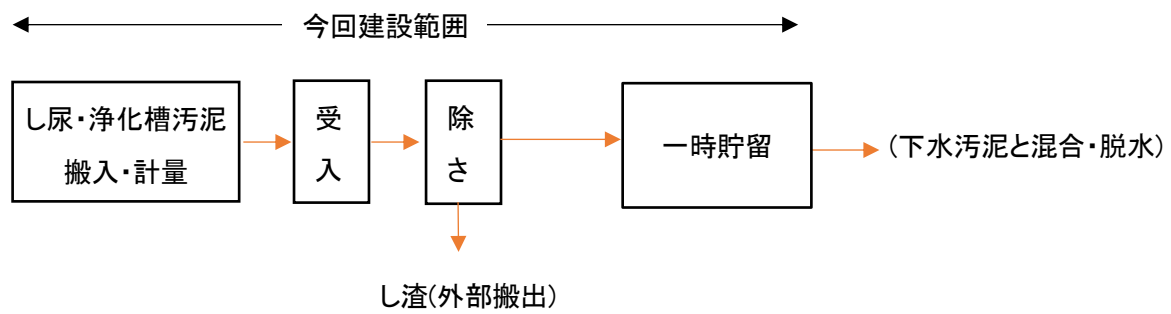 今回建設範囲
し尿・浄化槽汚泥
搬入・計量
受
入
除
さ
一時貯留
(下水汚泥と混合・脱水)
し渣(外部搬出)